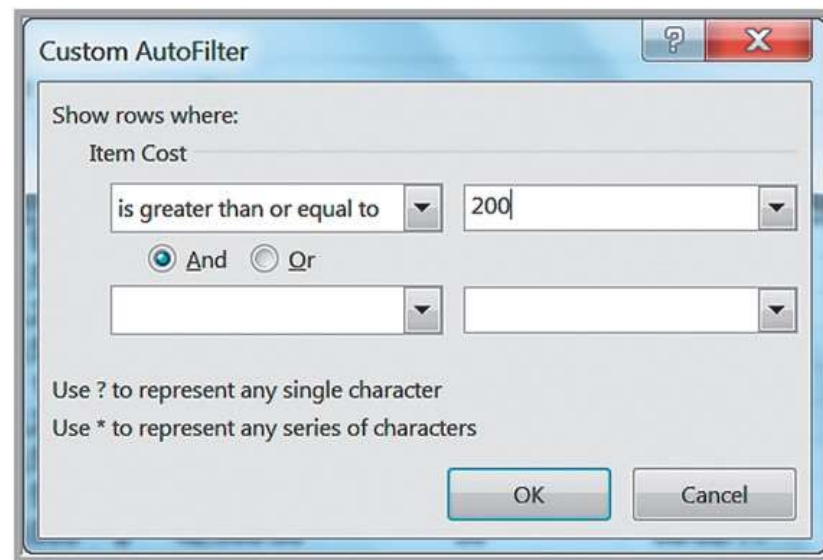 Custom AutoFilter
Show rows where:
Item Cost
is greater than or equal to 200
And Or
Use ? to represent any single character
Use * to represent any series of characters
OK Cancel